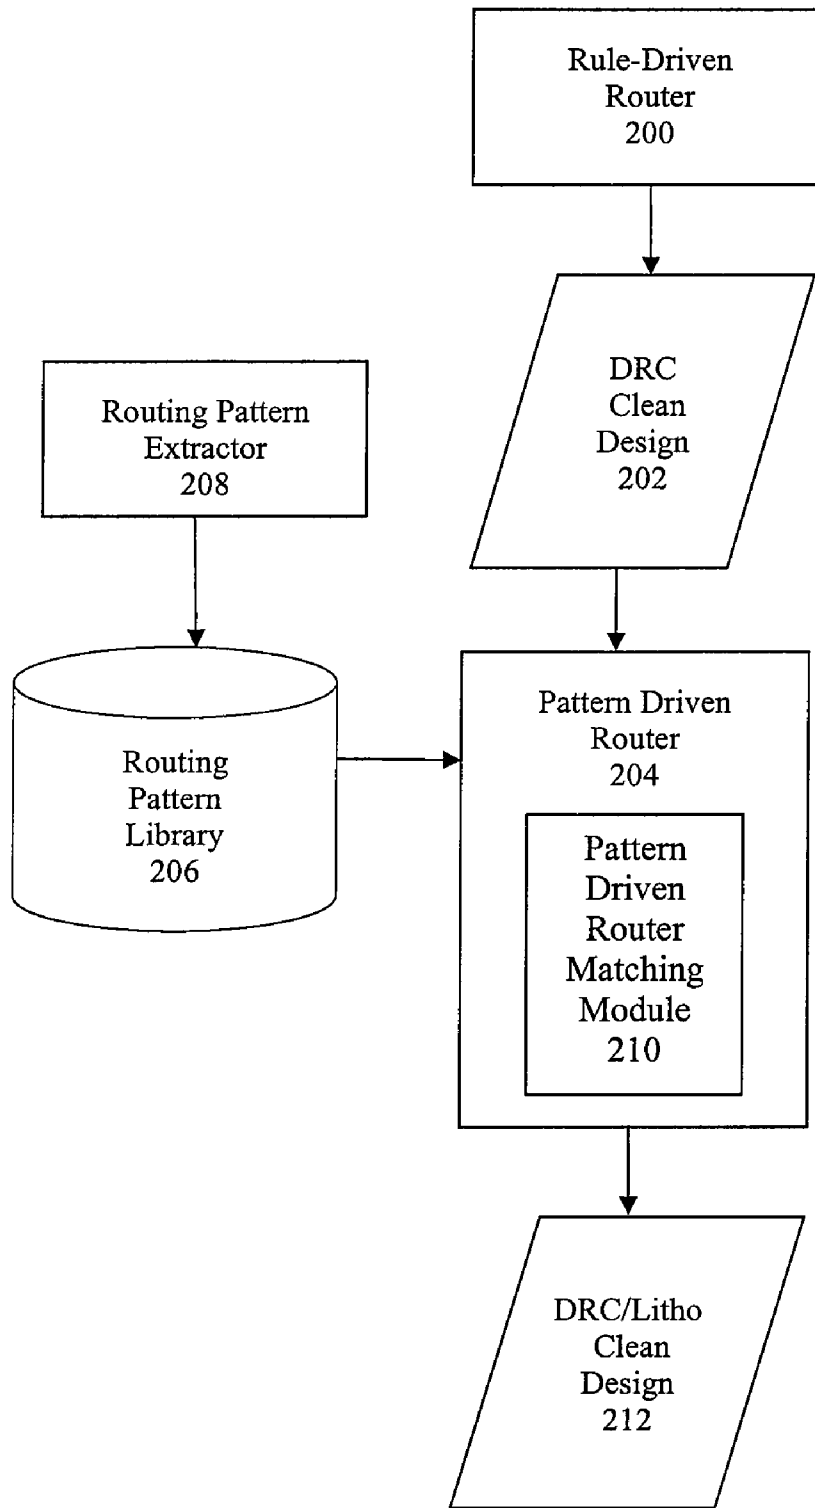 Rule-Driven
Router
200
DRC
Clean
Design
202
Routing Pattern
Extractor
208
Routing
Pattern
Library
206
Pattern Driven
Router
204
Pattern
Driven
Router
Matching
Module
210
DRC/Litho
Clean
Design
212